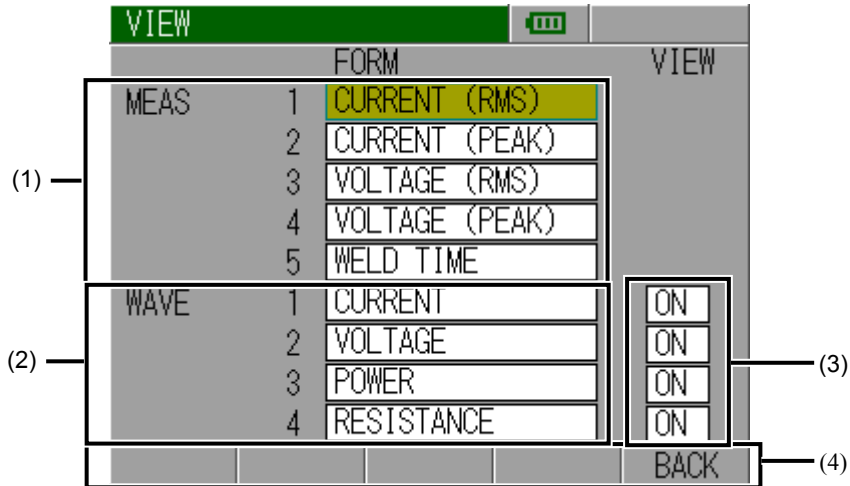 VIEW
FORM VIEW
MEAS 1 CURRENT (RMS)
2 CURRENT (PEAK)
(1)
3 VOLTAGE (RMS)
4 VOLTAGE (PEAK)
5 WELD TIME
WAVE 1 CURRENT ON
2 VOLTAGE ON
(2) (3)
3 POWER ON
4 RESISTANCE ON
BACK (4)